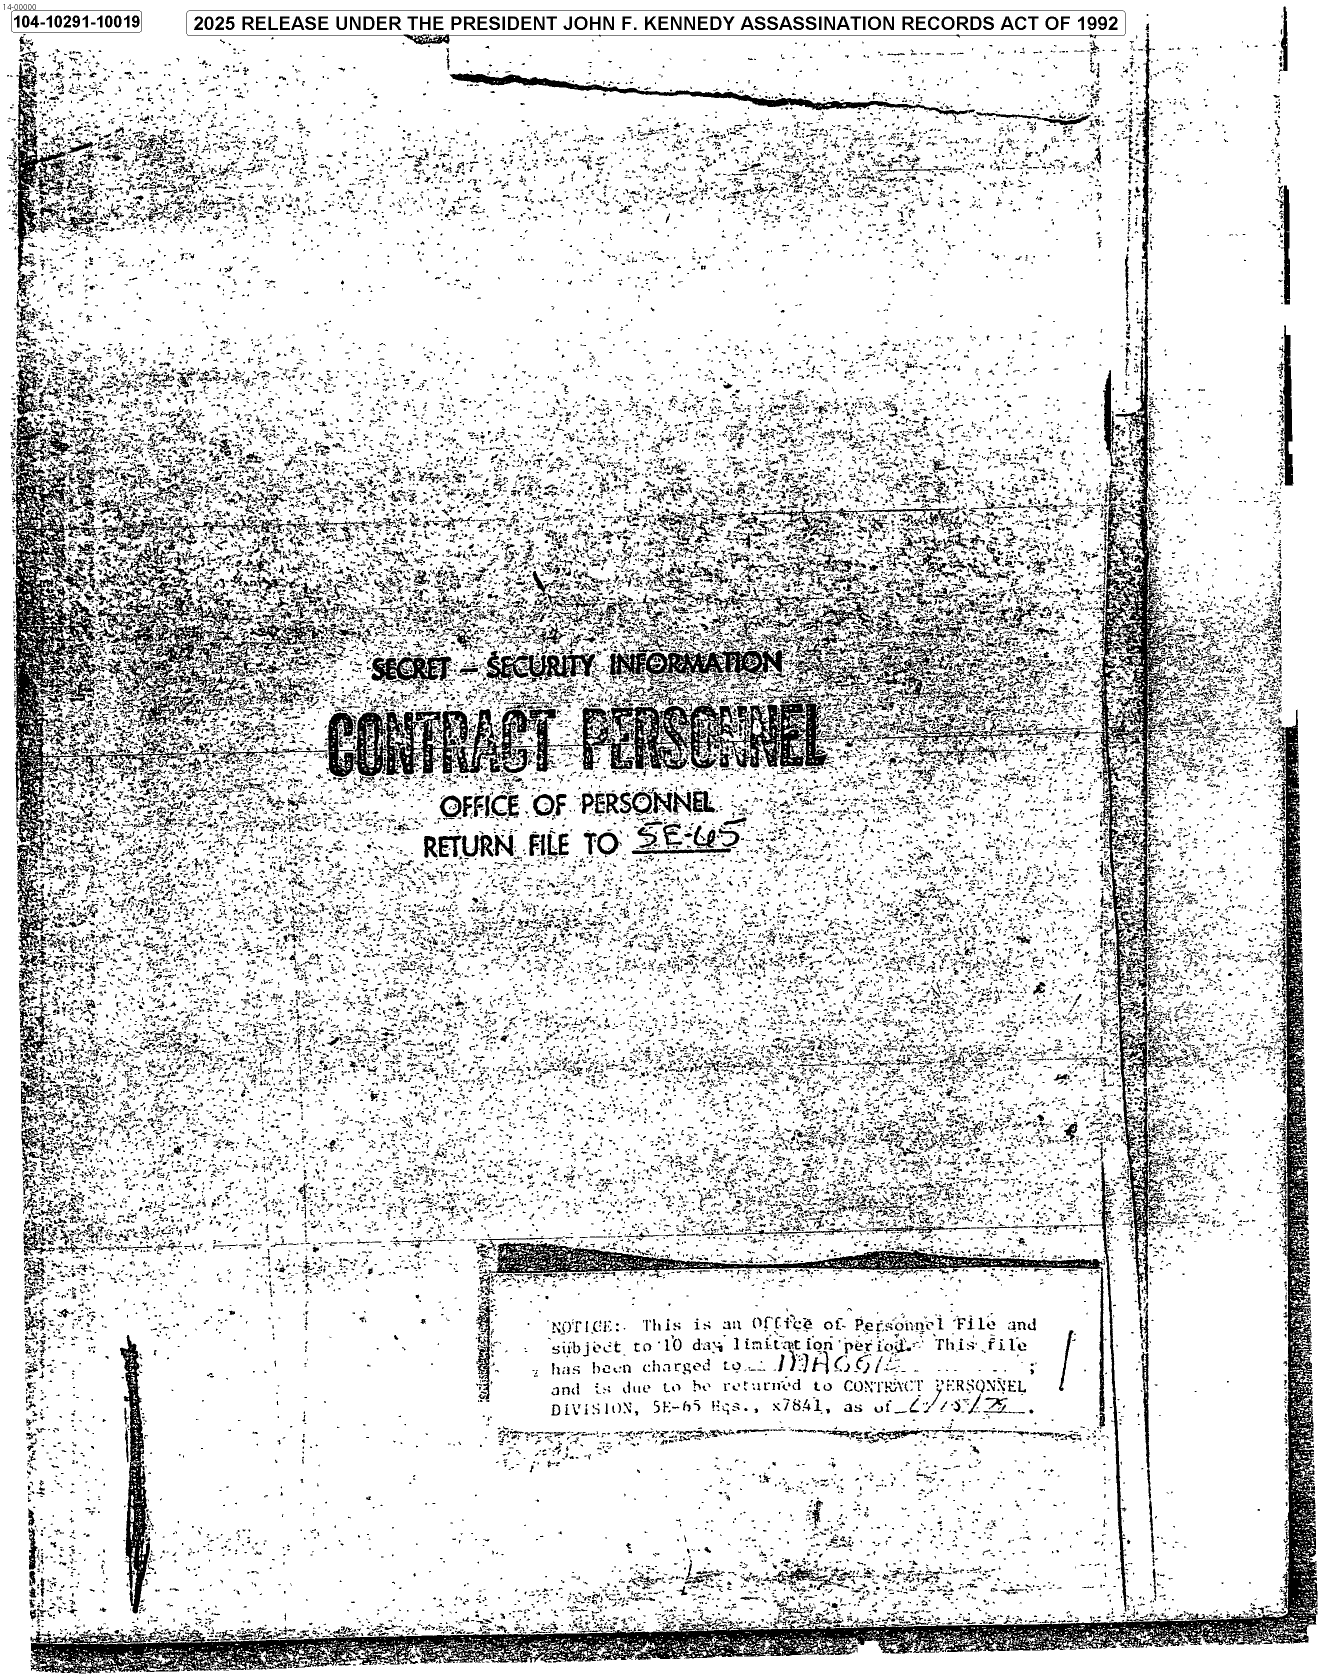 14-00000
104-10291-10019
2025 RELEASE UNDER THE PRESIDENT JOHN F. KENNEDY ASSASSINATION RECORDS ACT OF 1992
SECRET – SECURITY INFORMATION
CONTRACT PERSONNEL
OFFICE OF PERSONNEL
RETURN FILE TO 5E-65
NOTICE: This is an Office of Personnel File and
subject to 10 day limitation period. This file
has been charged to MAGGIE ;
and is due to be returned to CONTRACT PERSONNEL
DIVISION, 5E-65 Hqs., x7841, as of